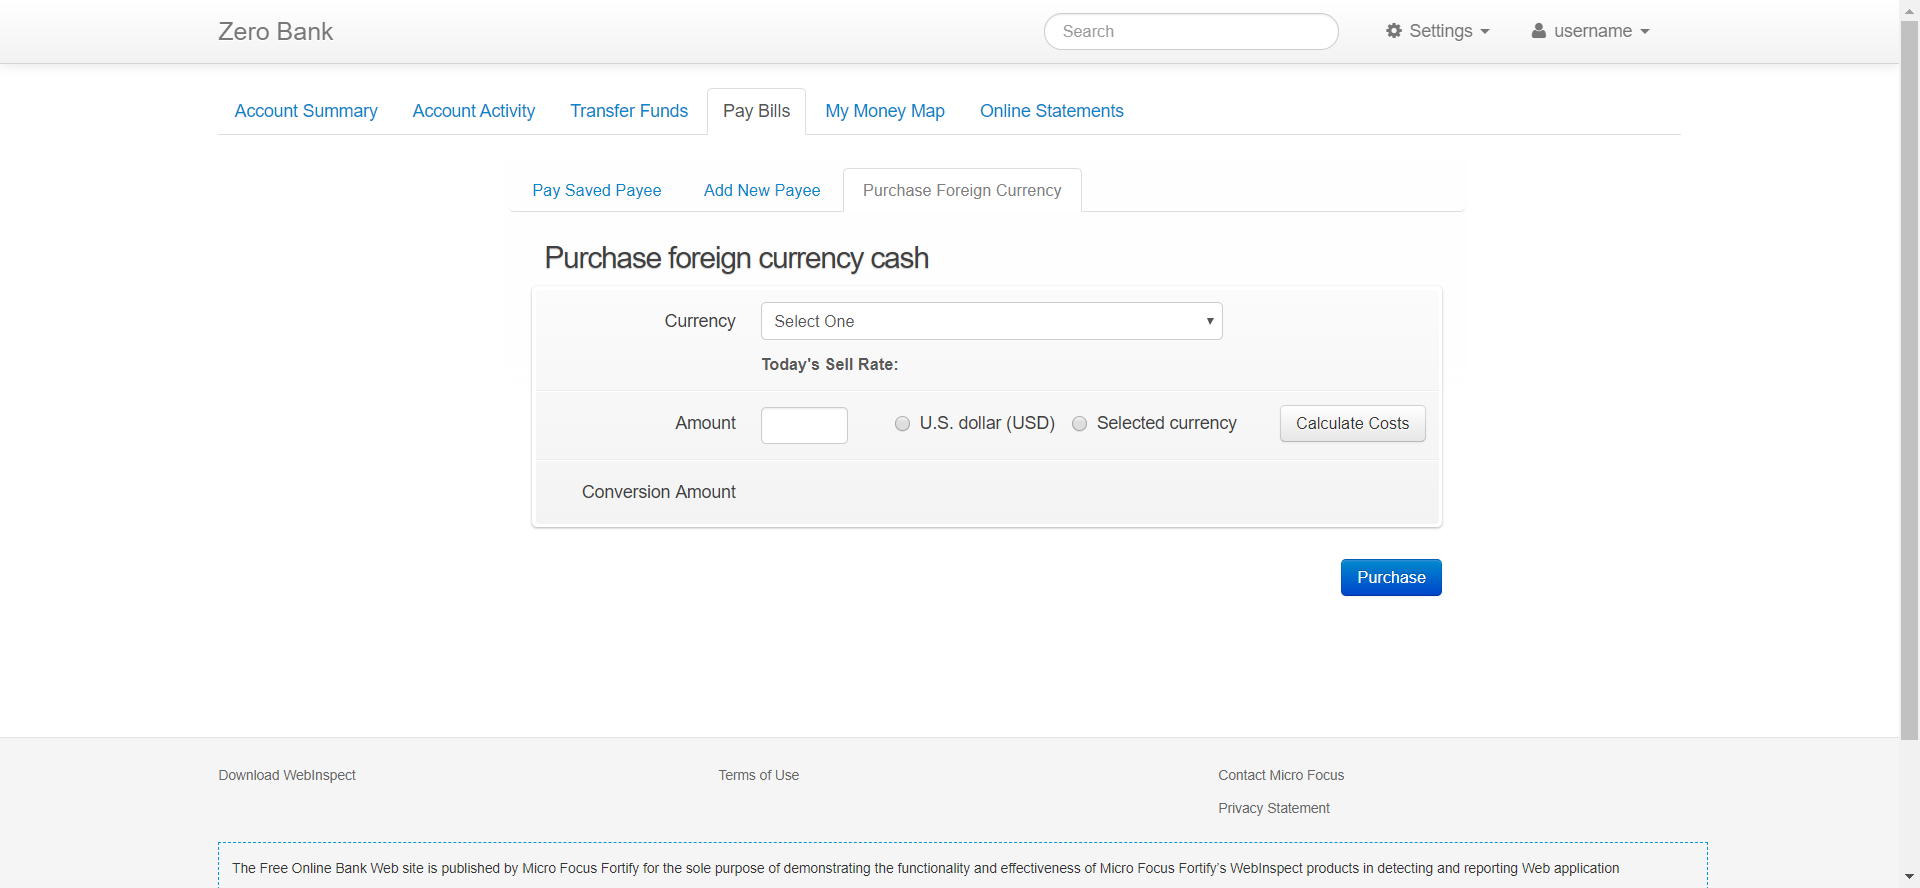 Zero Bank
Search
Settings
username
Account Summary
Account Activity
Transfer Funds
Pay Bills
My Money Map
Online Statements
Pay Saved Payee
Add New Payee
Purchase Foreign Currency
Purchase foreign currency cash
Currency
Select One
Today's Sell Rate:
Amount
U.S. dollar (USD)
Selected currency
Calculate Costs
Conversion Amount
Purchase
Download WebInspect
Terms of Use
Contact Micro Focus
Privacy Statement
The Free Online Bank Web site is published by Micro Focus Fortify for the sole purpose of demonstrating the functionality and effectiveness of Micro Focus Fortify's WebInspect products in detecting and reporting Web application